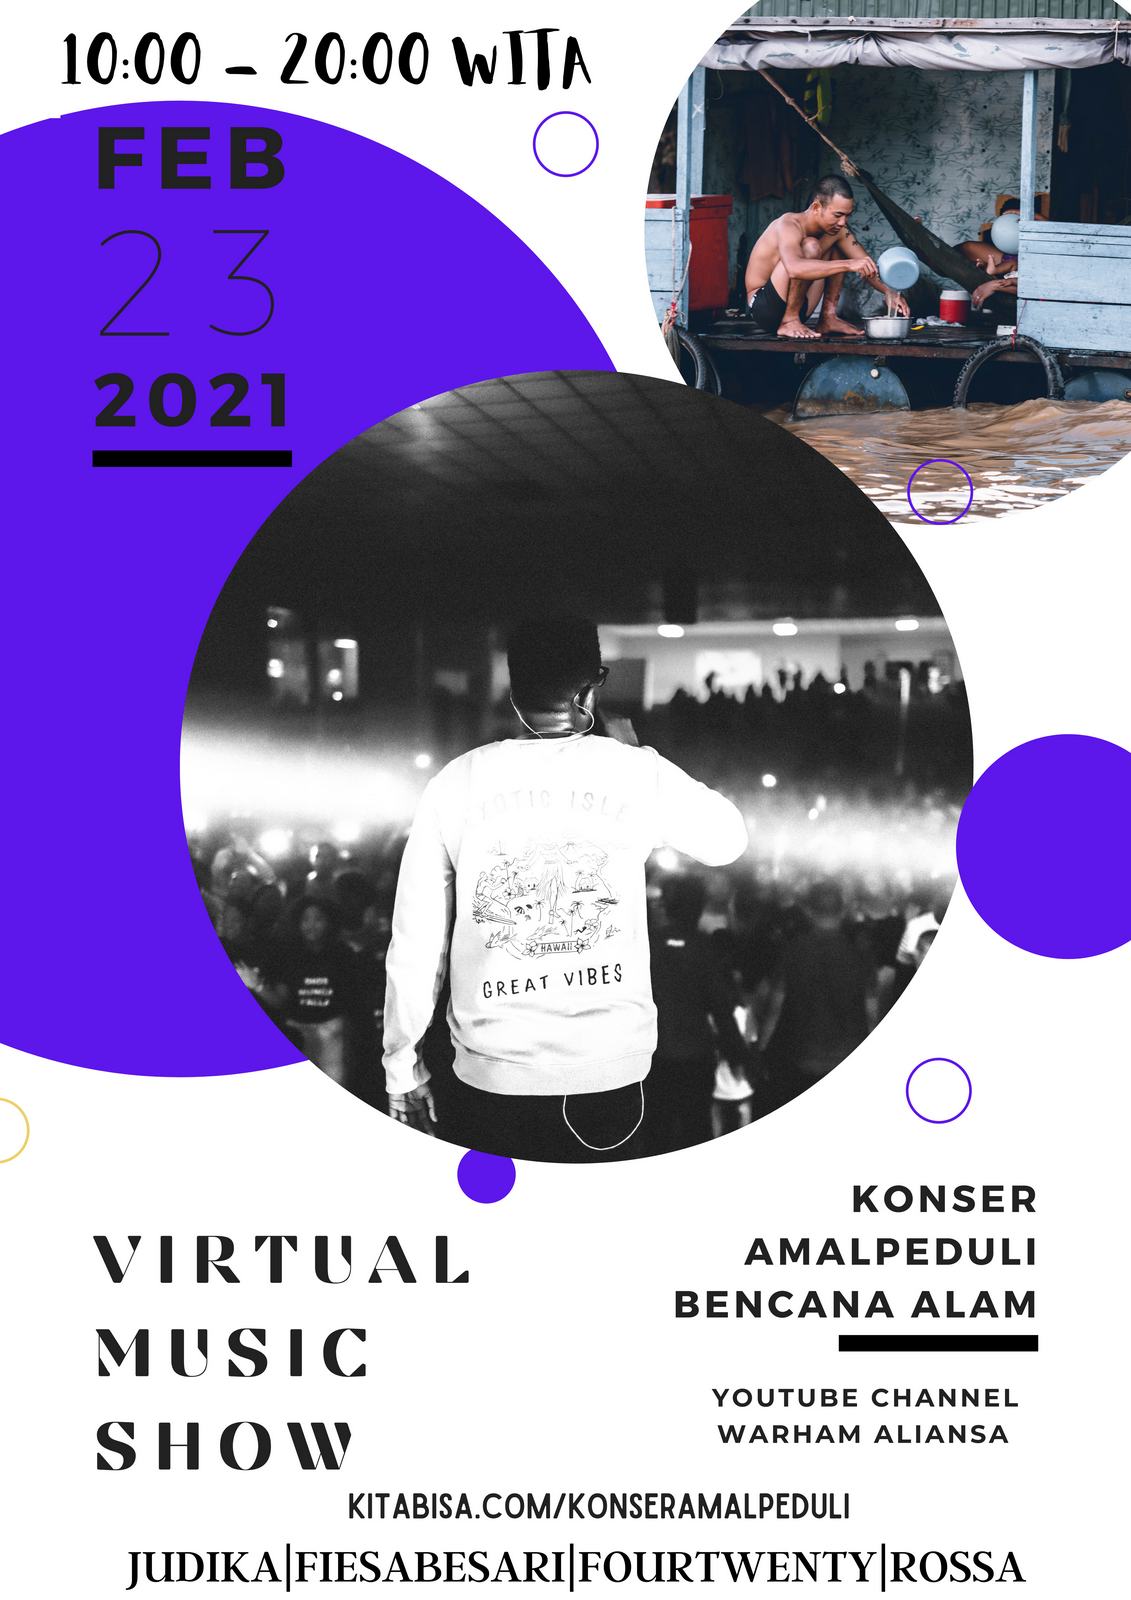 10:00 - 20:00 WITA
FEB
23
2021
GREAT VIBES
HAWAII
VIRTUAL
MUSIC
SHOW
KONSER
AMALPEDULI
BENCANA ALAM
YOUTUBE CHANNEL
WARHAM ALIANSA
KITABISA.COM/KONSERAMALPEDULI
JUDIKA|FIESABESARI|FOURTWENTY|ROSSA